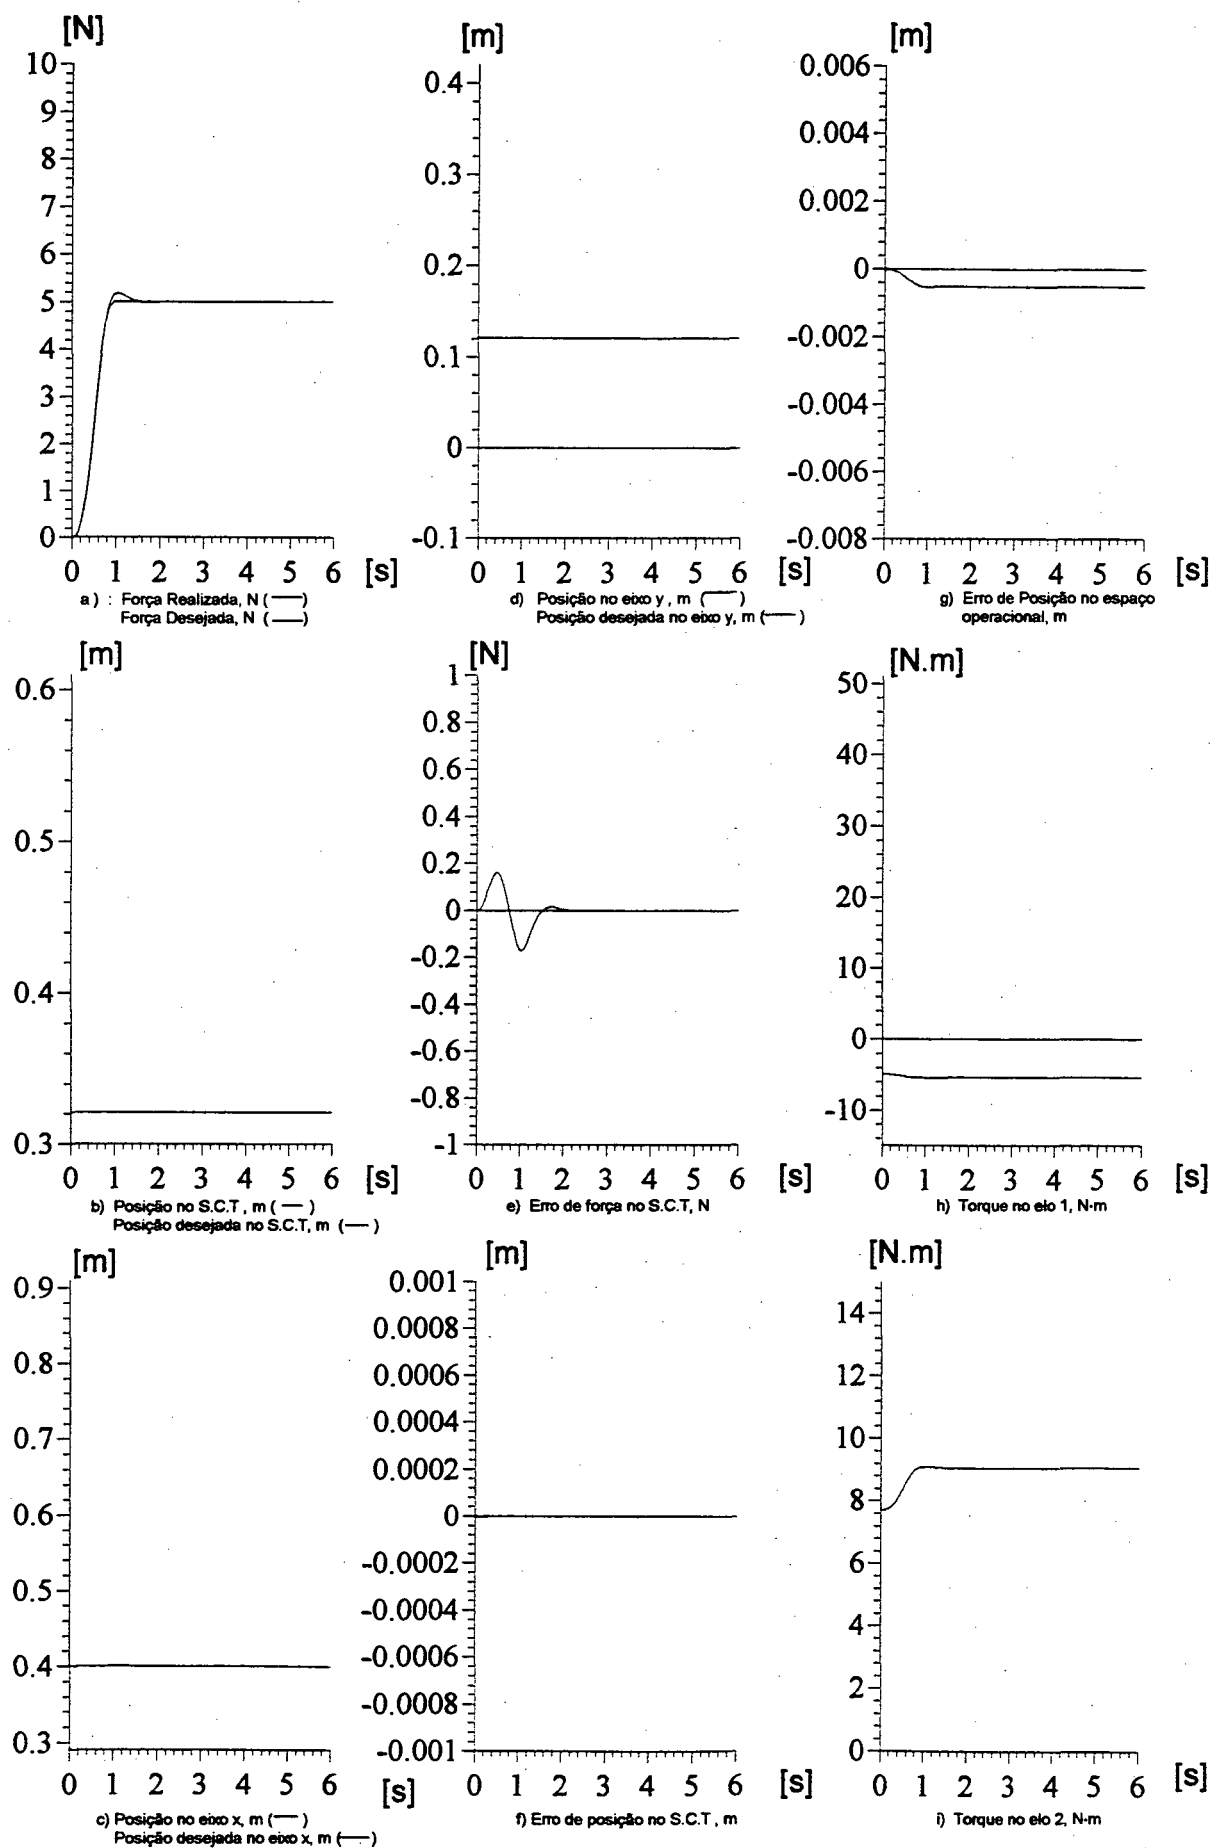 [N]
10
9
8
7
6
5
4
3
2
1
0
0 1 2 3 4 5 6 [s]
a) : Força Realizada, N ( — )
Força Desejada, N ( — )
[m]
0.6
0.5
0.4
0.3
0 1 2 3 4 5 6 [s]
b) Posição no S.C.T , m ( — )
Posição desejada no S.C.T, m ( — )
[m]
0.9
0.8
0.7
0.6
0.5
0.4
0.3
0 1 2 3 4 5 6 [s]
c) Posição no eixo x, m ( — )
Posição desejada no eixo x, m ( — )
[m]
0.4
0.3
0.2
0.1
0
-0.1
0 1 2 3 4 5 6 [s]
d) Posição no eixo y , m ( — )
Posição desejada no eixo y, m ( — )
[N]
1
0.8
0.6
0.4
0.2
0
-0.2
-0.4
-0.6
-0.8
-1
0 1 2 3 4 5 6 [s]
e) Erro de força no S.C.T, N
[m]
0.001
0.0008
0.0006
0.0004
0.0002
0
-0.0002
-0.0004
-0.0006
-0.0008
-0.001
0 1 2 3 4 5 6 [s]
f) Erro de posição no S.C.T , m
[m]
0.006
0.004
0.002
0
-0.002
-0.004
-0.006
-0.008
0 1 2 3 4 5 6 [s]
g) Erro de Posição no espaço
operacional, m
[N.m]
50
40
30
20
10
0
-10
0 1 2 3 4 5 6 [s]
h) Torque no elo 1, N·m
[N.m]
14
12
10
8
6
4
2
0
0 1 2 3 4 5 6 [s]
i) Torque no elo 2, N·m